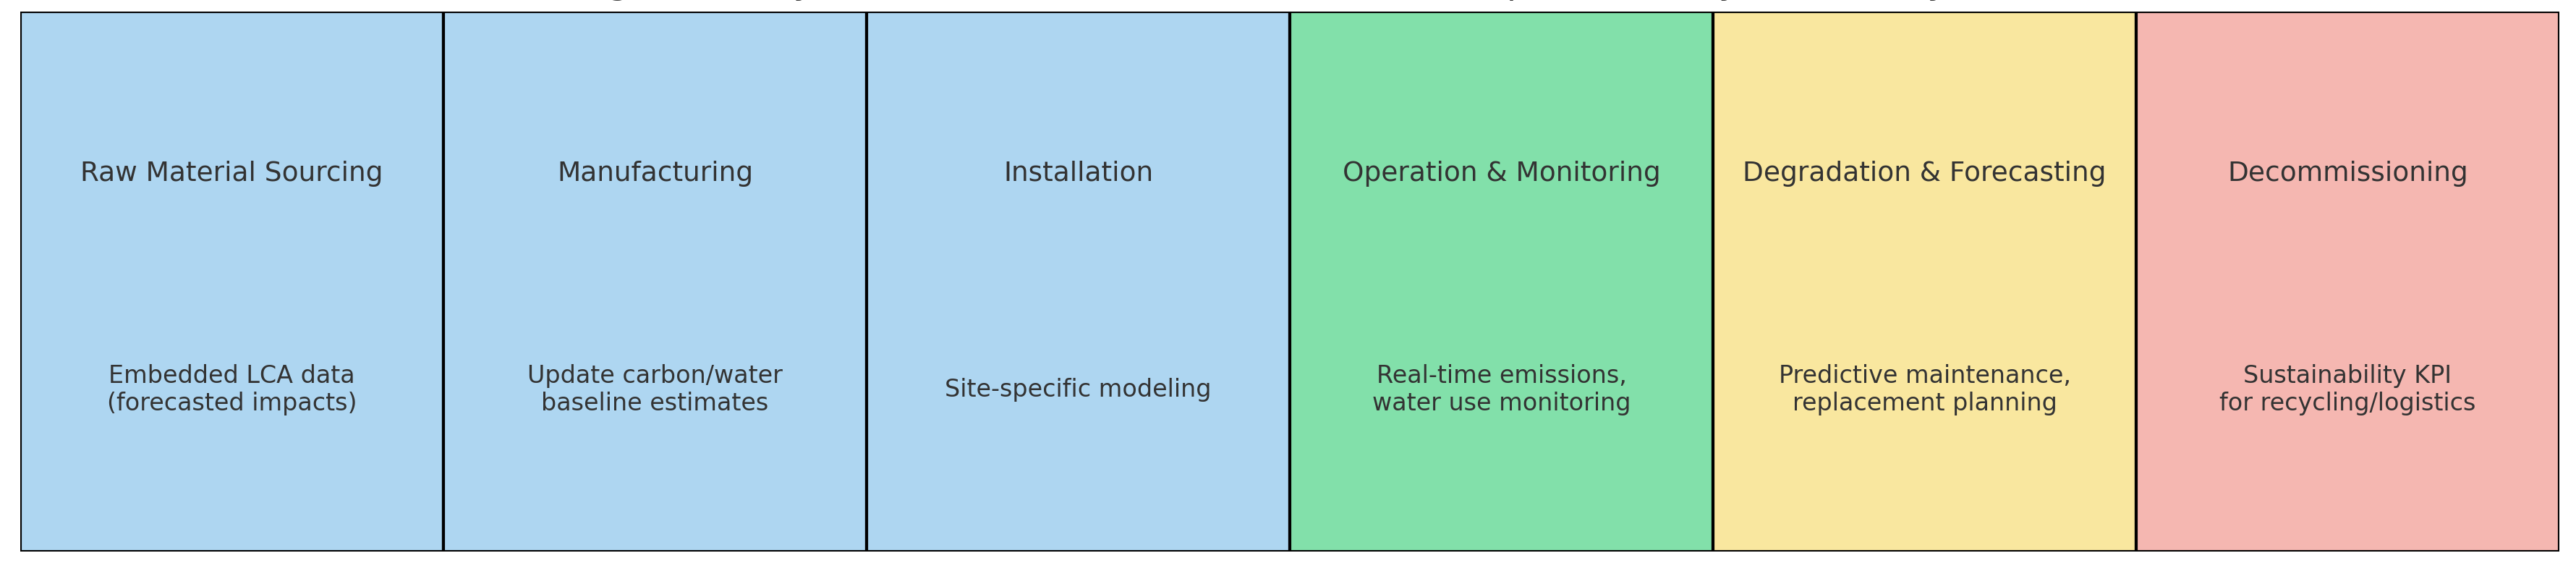 Raw Material Sourcing
Manufacturing
Installation
Operation & Monitoring
Degradation & Forecasting
Decommissioning
Embedded LCA data
(forecasted impacts)
Update carbon/water
baseline estimates
Site-specific modeling
Real-time emissions,
water use monitoring
Predictive maintenance,
replacement planning
Sustainability KPI
for recycling/logistics